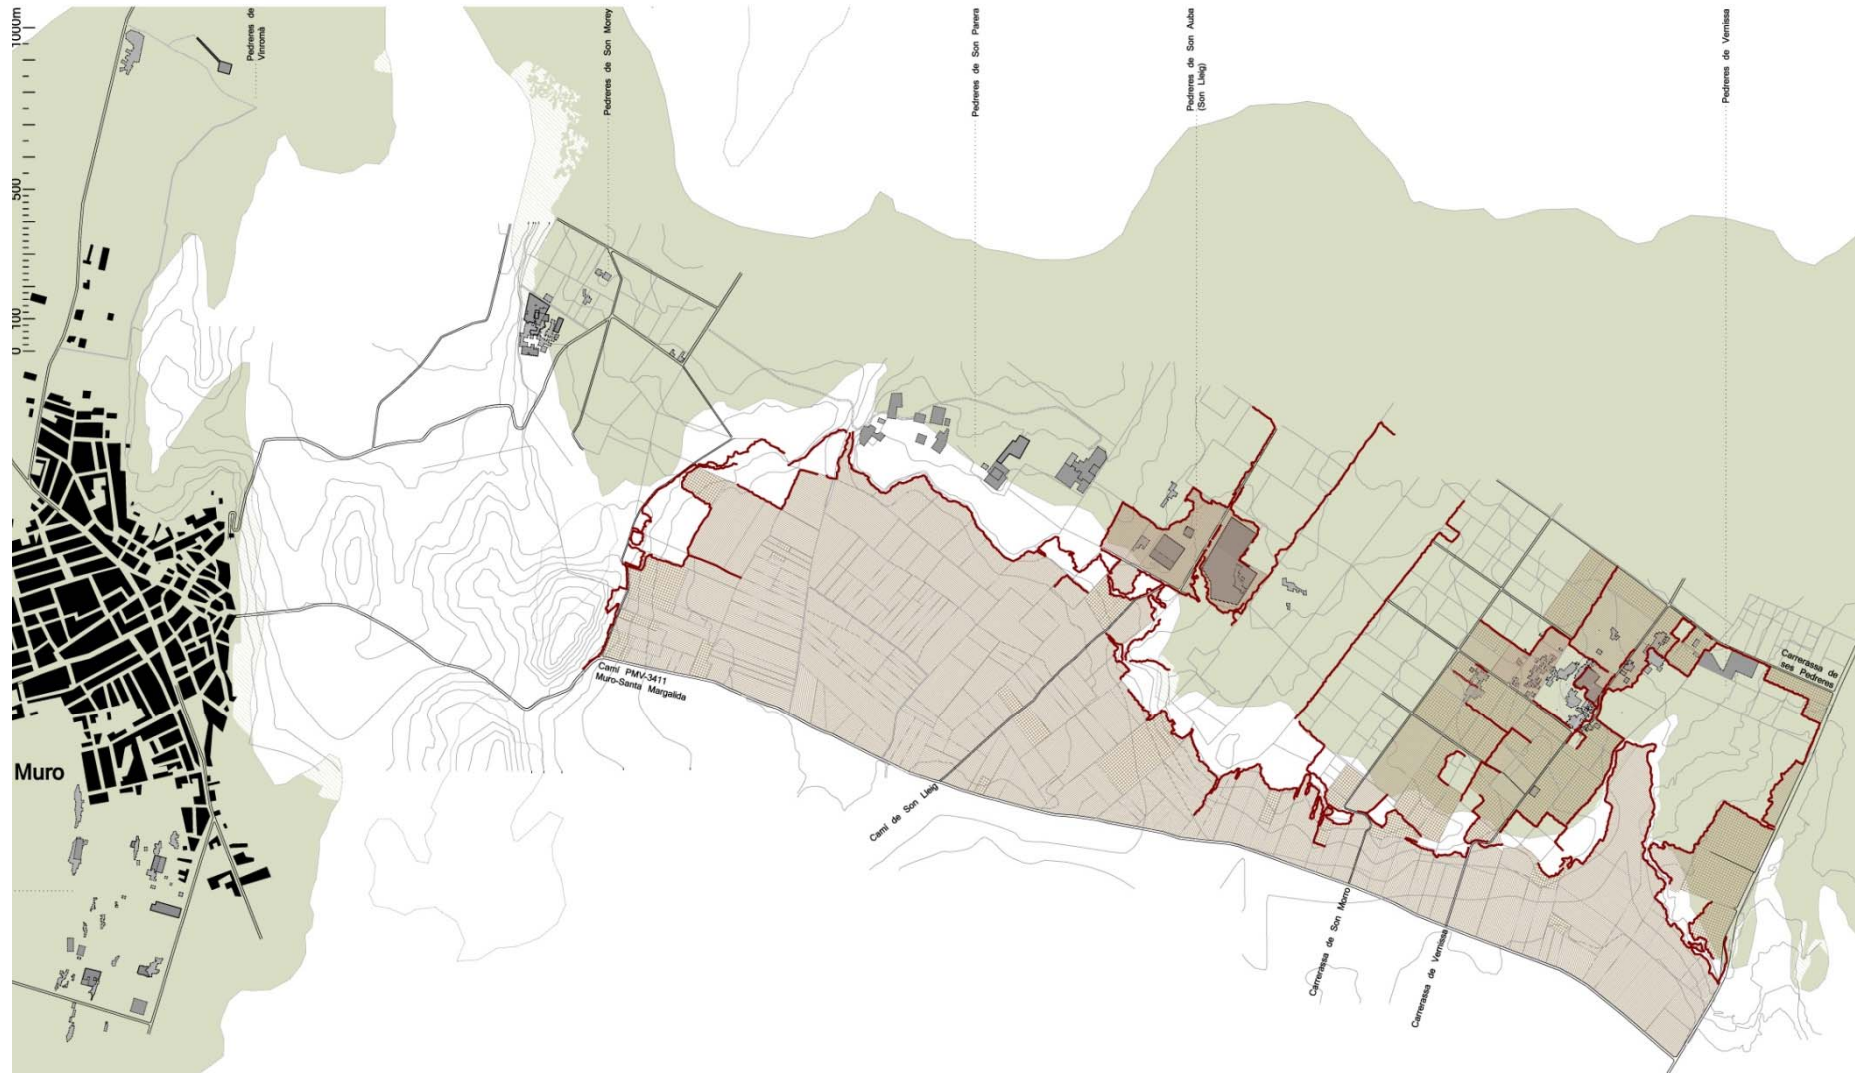 1000m
500
100
0
Pedreres de
Vinromà
Pedreres de Son Morey
Pedreres de Son Parera
Pedreres de Son Auba
(Son Lleig)
Pedreres de Vernissa
Carrerassa de
ses Pedreres
Camí PMV-3411
Muro-Santa Margalida
Muro
Camí de Son Lleig
Carrerassa de Son Morro
Carrerassa de Vernissa